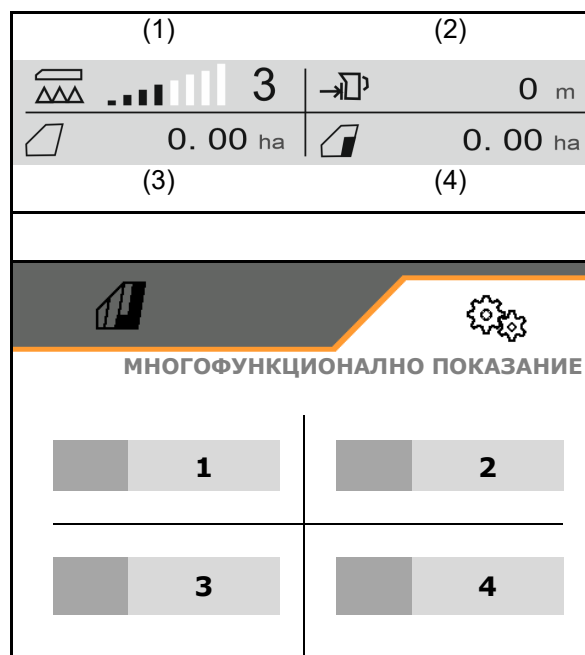 (1) (2)
3 0 m
0.00 ha 0.00 ha
(3) (4)
МНОГОФУНКЦИОНАЛНО ПОКАЗАНИЕ
1 2
3 4